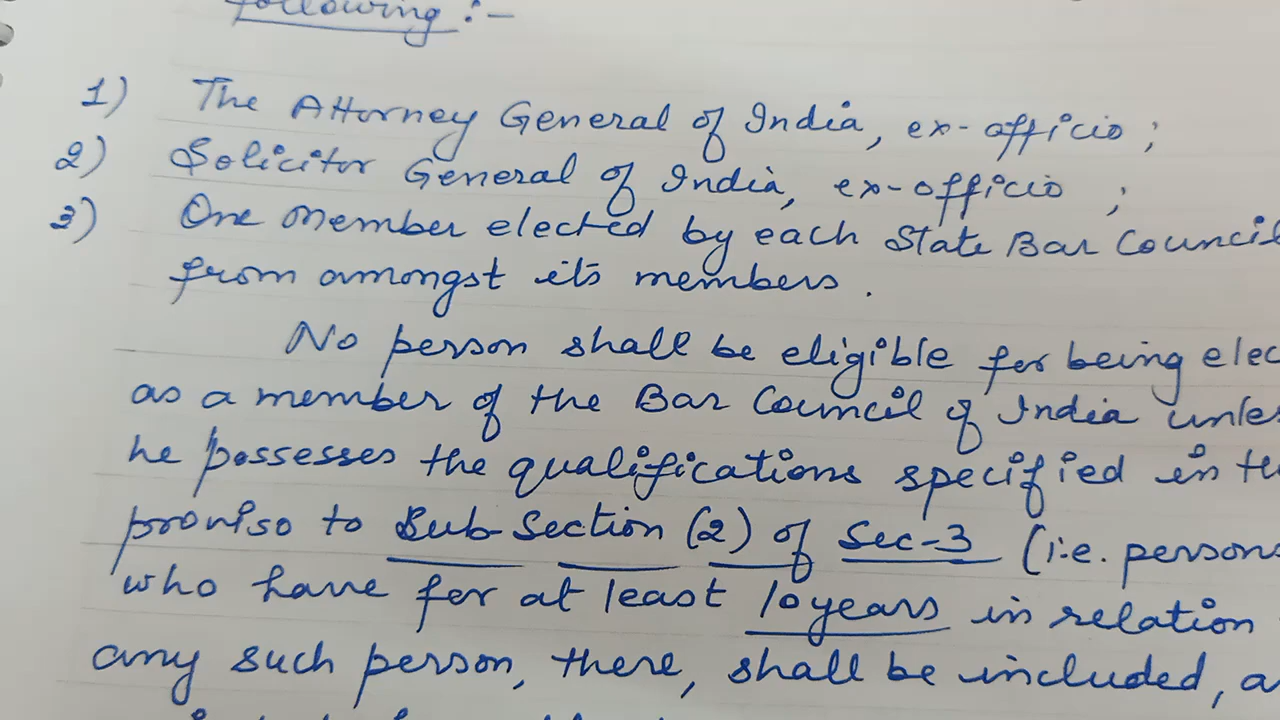 following :-
1) The Attorney General of India, ex-officio ;
2) Solicitor General of India, ex-officio ;
3) One member elected by each State Bar Council
from amongst its members .
No person shall be eligible for being elec
as a member of the Bar Council of India unles
he possesses the qualifications specified in
proviso to Sub-Section (2) of Sec-3 (i.e. persons
who have for at least 10 years in relation
any such person, there, shall be included, a